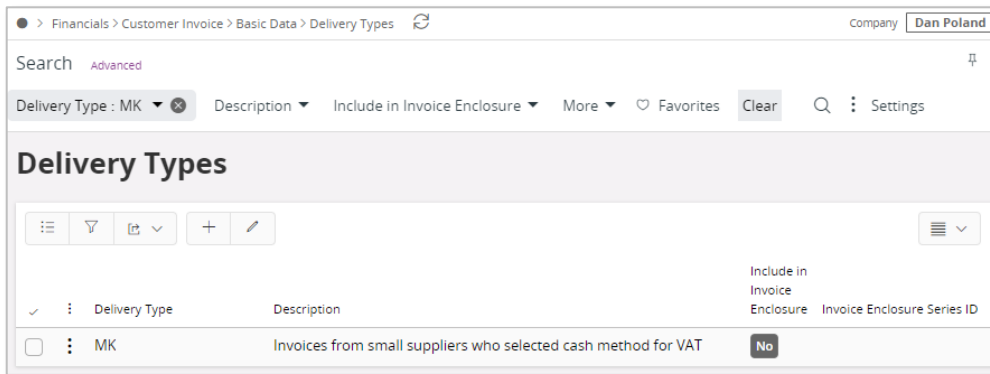 > Financials > Customer Invoice > Basic Data > Delivery Types Company Dan Poland
Search Advanced
Delivery Type : MK Description Include in Invoice Enclosure More Favorites Clear Settings
Delivery Types
Include in
Invoice
Delivery Type Description Enclosure Invoice Enclosure Series ID
MK Invoices from small suppliers who selected cash method for VAT No